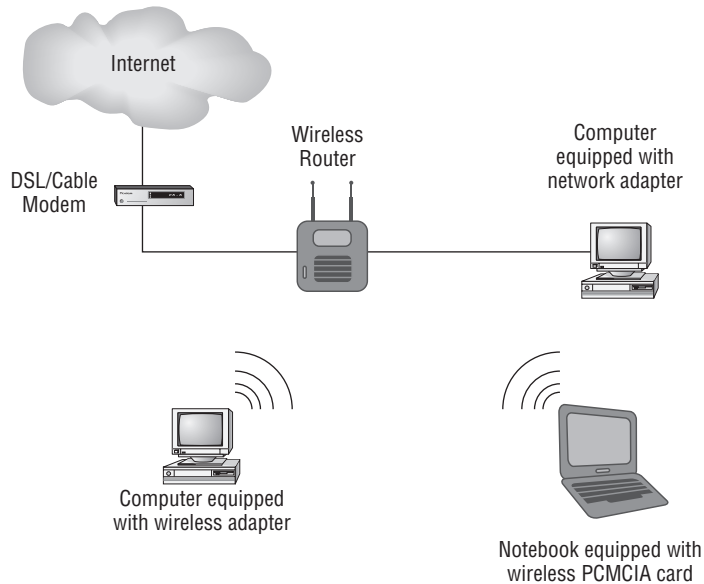 Internet
Wireless
Router
Computer
equipped with
network adapter
DSL/Cable
Modem
Computer equipped
with wireless adapter
Notebook equipped with
wireless PCMCIA card